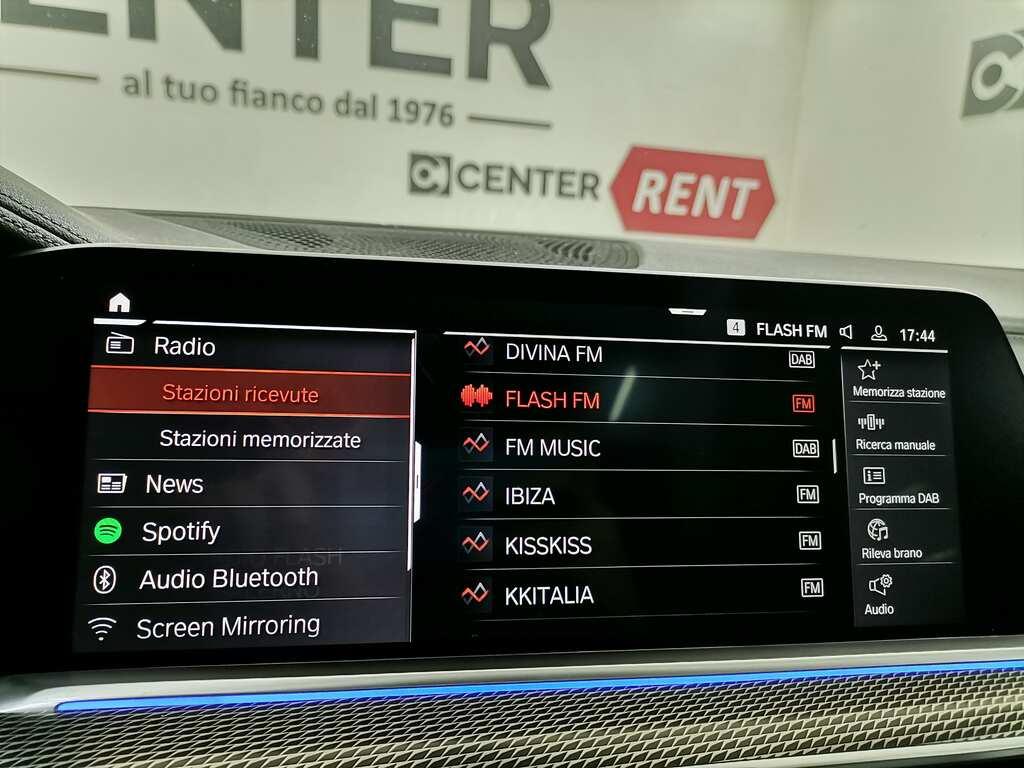 CENTER
al tuo fianco dal 1976
CENTER RENT
4 FLASH FM 17:44
Radio
Stazioni ricevute
Stazioni memorizzate
News
Spotify
Audio Bluetooth
Screen Mirroring
DIVINA FM DAB
FLASH FM FM
FM MUSIC DAB
IBIZA FM
KISSKISS FM
KKITALIA FM
Memorizza stazione
Ricerca manuale
Programma DAB
Rileva brano
Audio